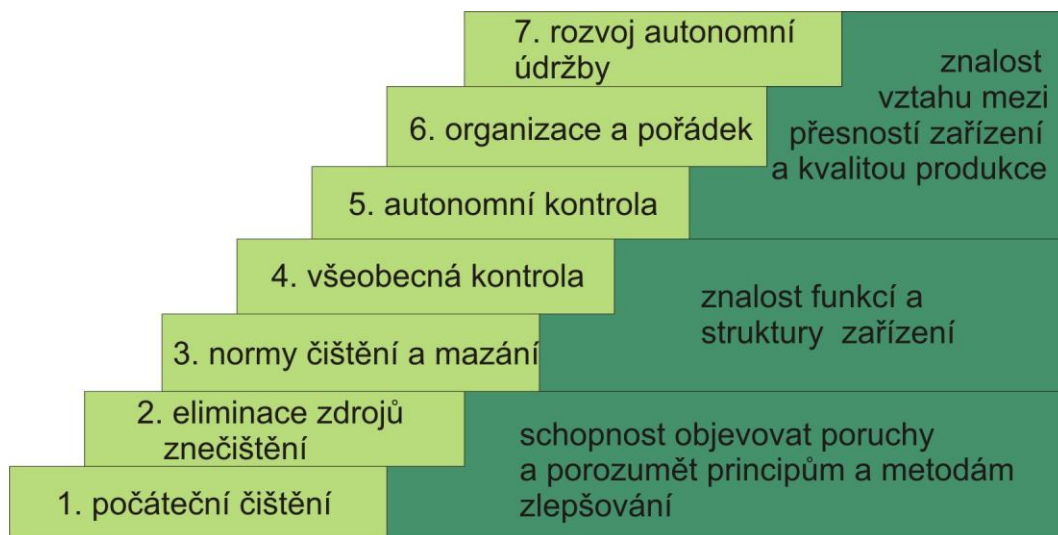 7. rozvoj autonomní
údržby
znalost
vztahu mezi
přesností zařízení
a kvalitou produkce
6. organizace a pořádek
5. autonomní kontrola
4. všeobecná kontrola
znalost funkcí a
struktury zařízení
3. normy čištění a mazání
2. eliminace zdrojů
znečištění
schopnost objevovat poruchy
a porozumět principům a metodám
zlepšování
1. počáteční čištění